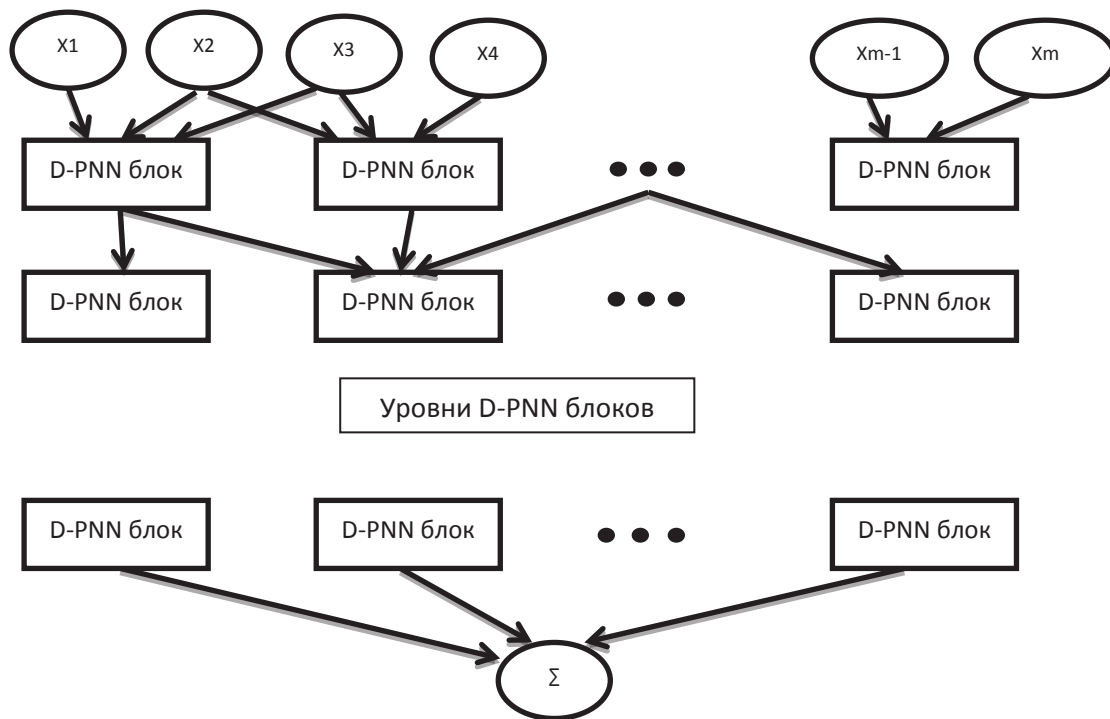 X1
X2
X3
X4
Xm-1
Xm
D-PNN блок
D-PNN блок
D-PNN блок
D-PNN блок
D-PNN блок
D-PNN блок
Уровни D-PNN блоков
D-PNN блок
D-PNN блок
D-PNN блок
Σ